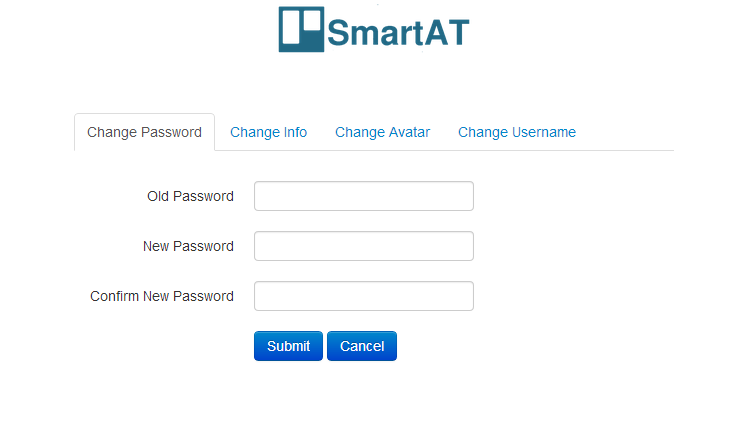 SmartAT
Change Password Change Info Change Avatar Change Username
Old Password
New Password
Confirm New Password
Submit Cancel